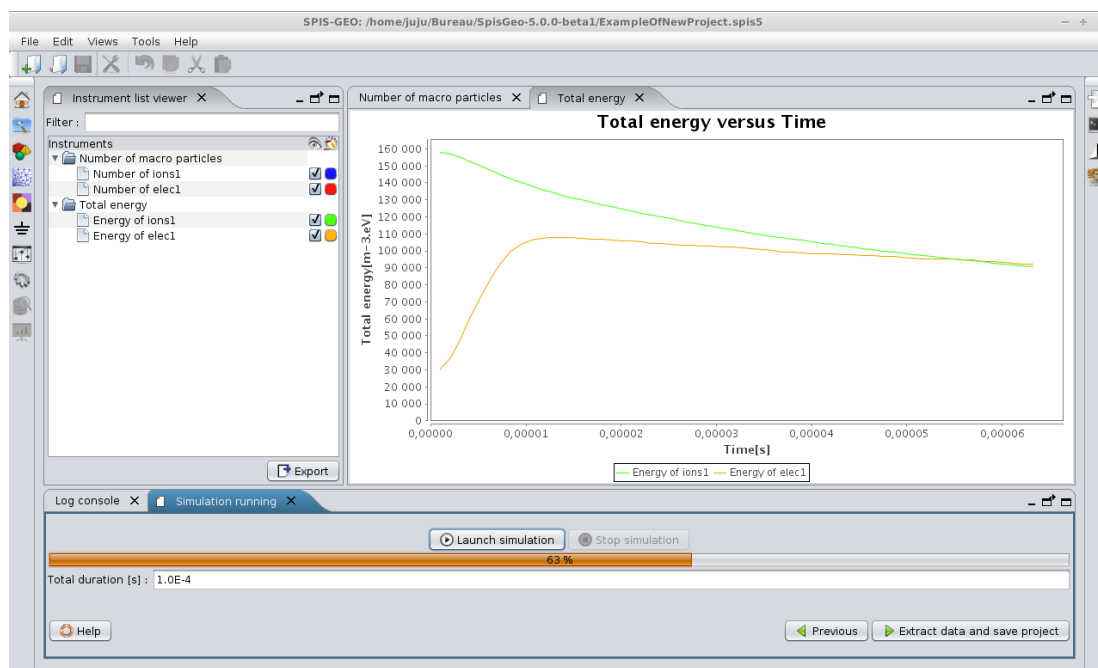 SPIS-GEO: /home/juju/Bureau/SpisGeo-5.0.0-beta1/ExampleOfNewProject.spis5
File Edit Views Tools Help
Instrument list viewer
Filter :
Instruments
Number of macro particles
Number of ions1
Number of elec1
Total energy
Energy of ions1
Energy of elec1
Export
Number of macro particles
Total energy
Total energy versus Time
Total energy[m-3.eV]
160 000
150 000
140 000
130 000
120 000
110 000
100 000
90 000
80 000
70 000
60 000
50 000
40 000
30 000
20 000
10 000
0
0,00000 0,00001 0,00002 0,00003 0,00004 0,00005 0,00006
Time[s]
Energy of ions1 Energy of elec1
Log console
Simulation running
Launch simulation Stop simulation
63 %
Total duration [s] : 1.0E-4
Help Previous Extract data and save project